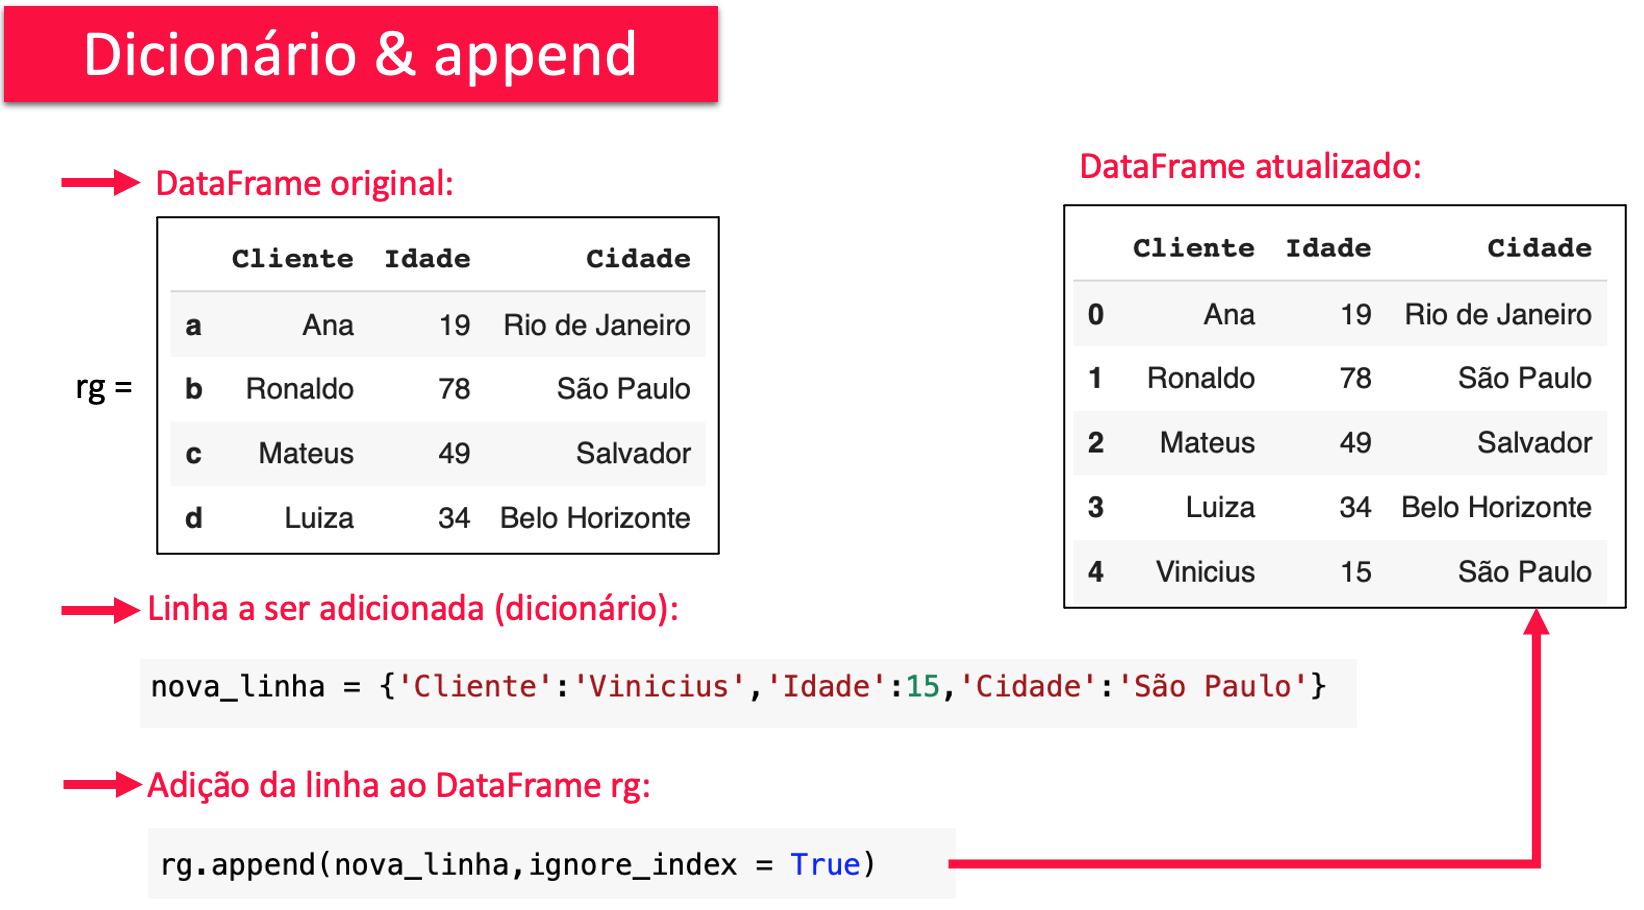 Dicionário & append
DataFrame original:
Cliente Idade Cidade
a Ana 19 Rio de Janeiro
rg =
b Ronaldo 78 São Paulo
c Mateus 49 Salvador
d Luiza 34 Belo Horizonte
DataFrame atualizado:
Cliente Idade Cidade
0 Ana 19 Rio de Janeiro
1 Ronaldo 78 São Paulo
2 Mateus 49 Salvador
3 Luiza 34 Belo Horizonte
4 Vinicius 15 São Paulo
Linha a ser adicionada (dicionário):
nova_linha = {'Cliente':'Vinicius','Idade':15,'Cidade':'São Paulo'}
Adição da linha ao DataFrame rg:
rg.append(nova_linha,ignore_index = True)